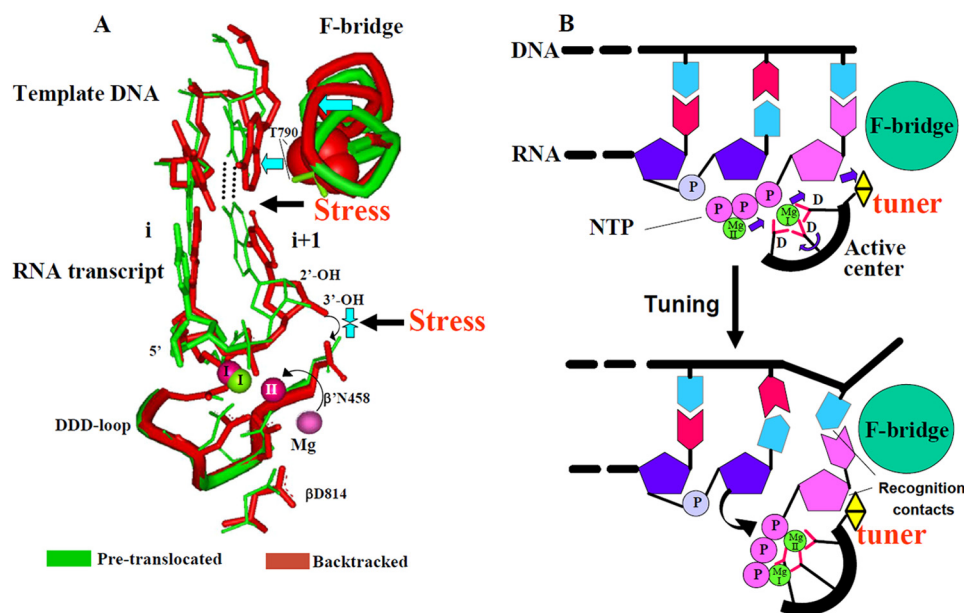 A
F-bridge
Template DNA
T790
Stress
i
i+1
RNA transcript
2'-OH
3'-OH
Stress
5'
I
I
II
β'N458
DDD-loop
Mg
βD814
Pre-translocated
Backtracked
B
DNA
F-bridge
RNA
P
P
P
P
Mg
II
Mg
I
D
D
D
tuner
NTP
Active
center
Tuning
F-bridge
P
Recognition
contacts
tuner
P
P
P
Mg
II
Mg
I